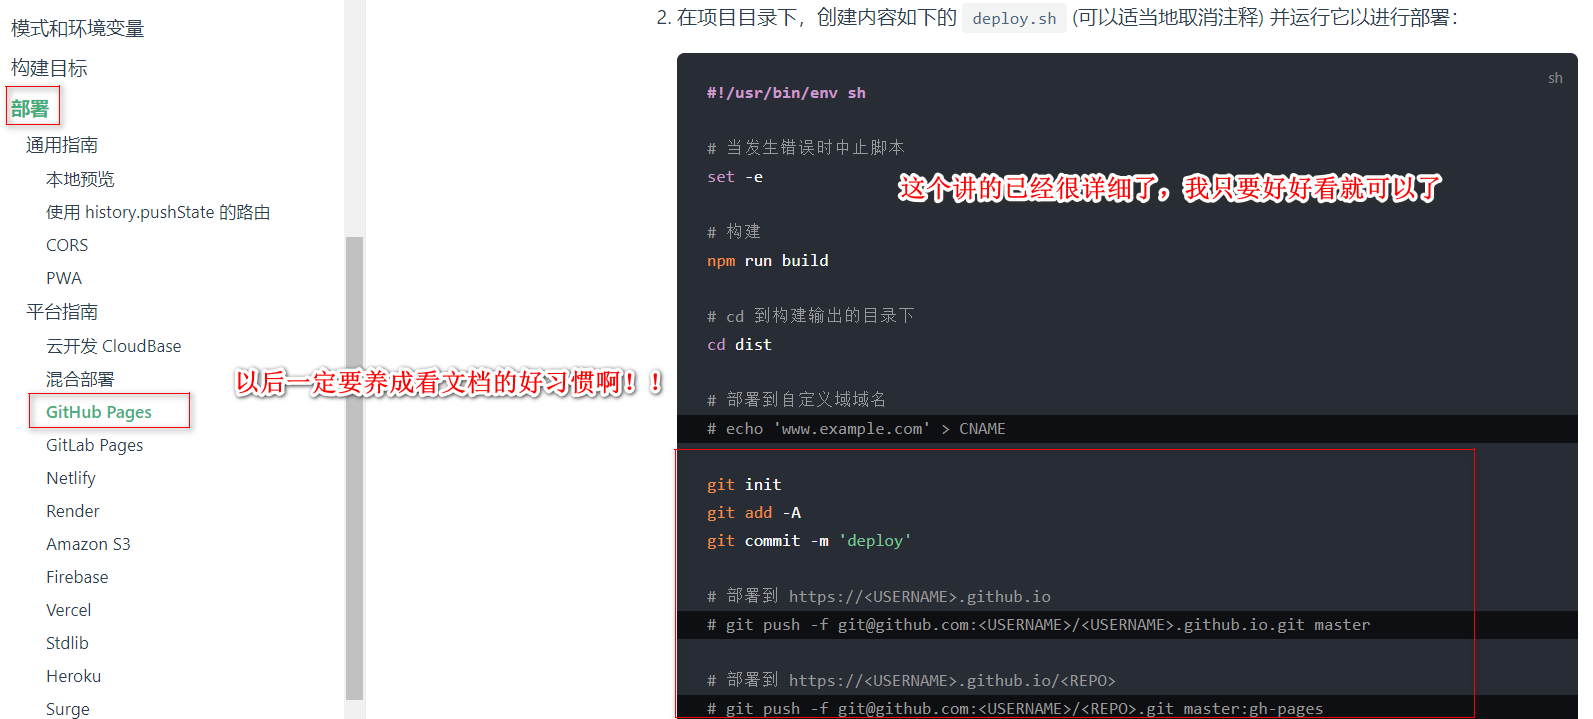 模式和环境变量
构建目标
部署
通用指南
本地预览
使用 history.pushState 的路由
CORS
PWA
平台指南
云开发 CloudBase
混合部署
GitHub Pages
GitLab Pages
Netlify
Render
Amazon S3
Firebase
Vercel
Stdlib
Heroku
Surge
以后一定要养成看文档的好习惯啊！！
2. 在项目目录下，创建内容如下的 deploy.sh (可以适当地取消注释) 并运行它以进行部署：
sh
#!/usr/bin/env sh
# 当发生错误时中止脚本
set -e
这个讲的已经很详细了，我只要好好看就可以了
# 构建
npm run build
# cd 到构建输出的目录下
cd dist
# 部署到自定义域域名
# echo 'www.example.com' > CNAME
git init
git add -A
git commit -m 'deploy'
# 部署到 https://<USERNAME>.github.io
# git push -f git@github.com:<USERNAME>/<USERNAME>.github.io.git master
# 部署到 https://<USERNAME>.github.io/<REPO>
# git push -f git@github.com:<USERNAME>/<REPO>.git master:gh-pages